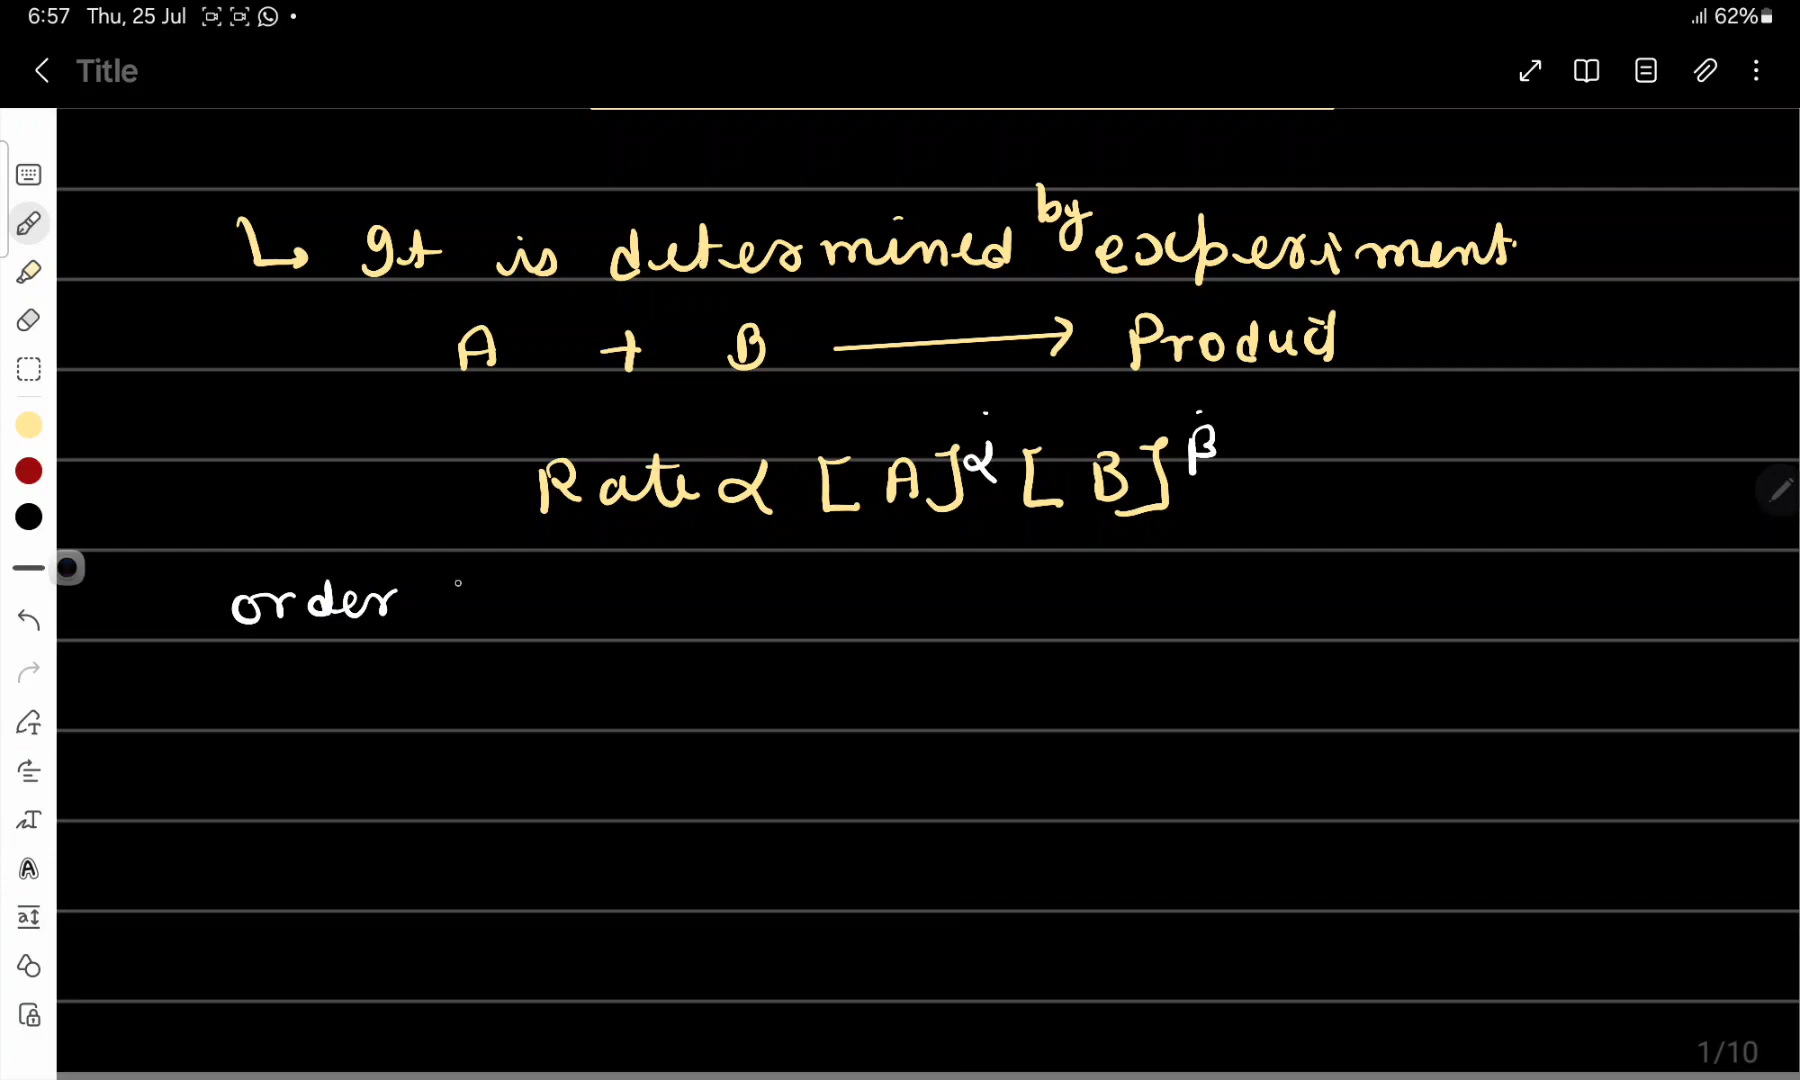 6:57 Thu, 25 Jul 62%
Title
It is determined by experiment
A + B → Product
Rate ∝ [A]^α [B]^β
order
1/10